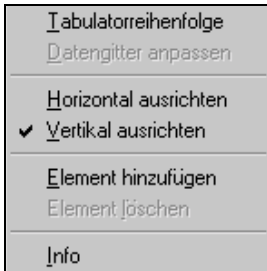 Tabulatorreihenfolge
Datengitter anpassen
Horizontal ausrichten
Vertikal ausrichten
Element hinzufügen
Element löschen
Info